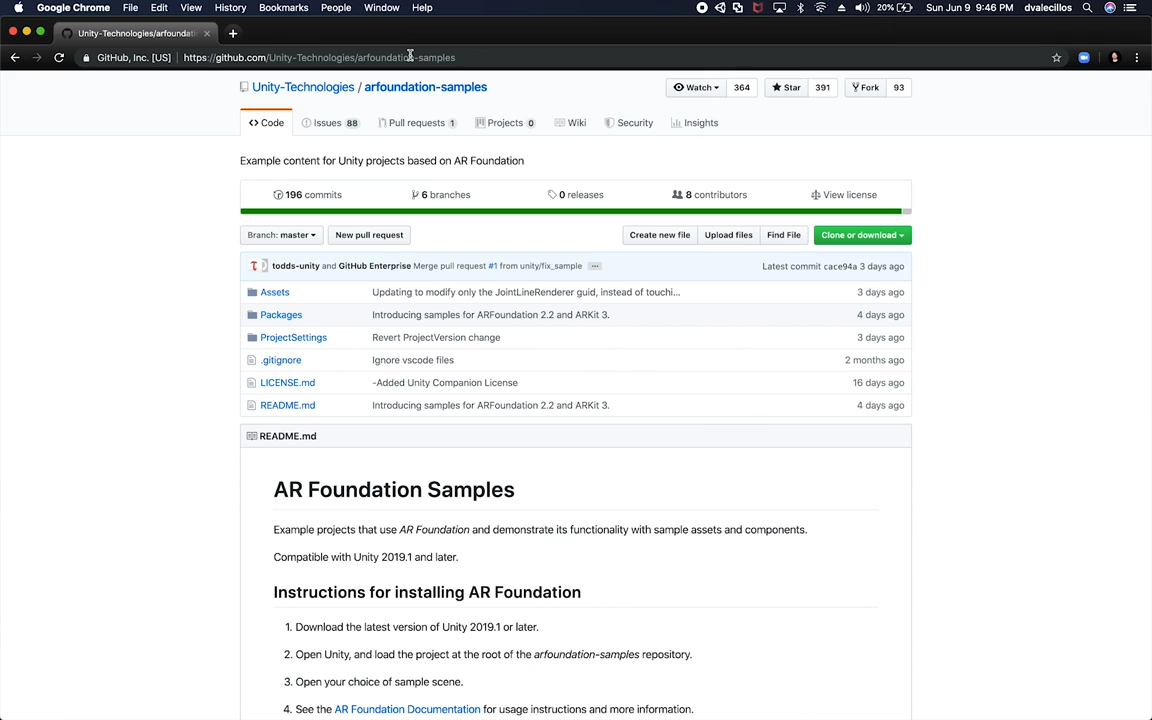 Google Chrome File Edit View History Bookmarks People Window Help 20% Sun Jun 9 9:46 PM dvalecillos
Unity-Technologies/arfoundati
GitHub, Inc. [US] https://github.com/Unity-Technologies/arfoundation-samples
Unity-Technologies / arfoundation-samples Watch 364 Star 391 Fork 93
Code Issues 88 Pull requests 1 Projects 0 Wiki Security Insights
Example content for Unity projects based on AR Foundation
196 commits 6 branches 0 releases 8 contributors View license
Branch: master New pull request Create new file Upload files Find File Clone or download
todds-unity and GitHub Enterprise Merge pull request #1 from unity/fix_sample ... Latest commit cace94a 3 days ago
Assets Updating to modify only the JointLineRenderer guid, instead of touchi... 3 days ago
Packages Introducing samples for ARFoundation 2.2 and ARKit 3. 4 days ago
ProjectSettings Revert ProjectVersion change 3 days ago
.gitignore Ignore vscode files 2 months ago
LICENSE.md -Added Unity Companion License 16 days ago
README.md Introducing samples for ARFoundation 2.2 and ARKit 3. 4 days ago
README.md
AR Foundation Samples
Example projects that use AR Foundation and demonstrate its functionality with sample assets and components.
Compatible with Unity 2019.1 and later.
Instructions for installing AR Foundation
1. Download the latest version of Unity 2019.1 or later.
2. Open Unity, and load the project at the root of the arfoundation-samples repository.
3. Open your choice of sample scene.
4. See the AR Foundation Documentation for usage instructions and more information.